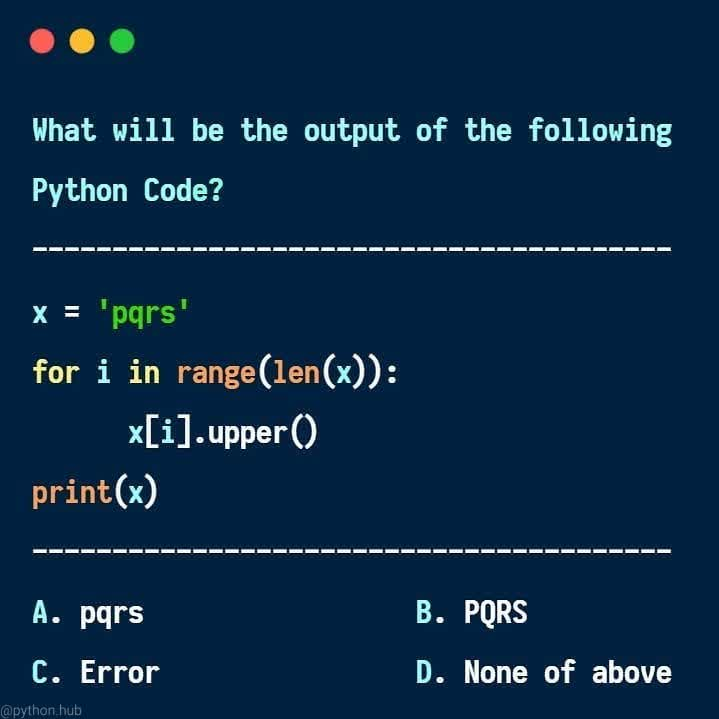 What will be the output of the following
Python Code?
----------------------------------------
x = 'pqrs'
for i in range(len(x)):
      x[i].upper()
print(x)
----------------------------------------
A. pqrs                 B. PQRS
C. Error                D. None of above
@python.hub